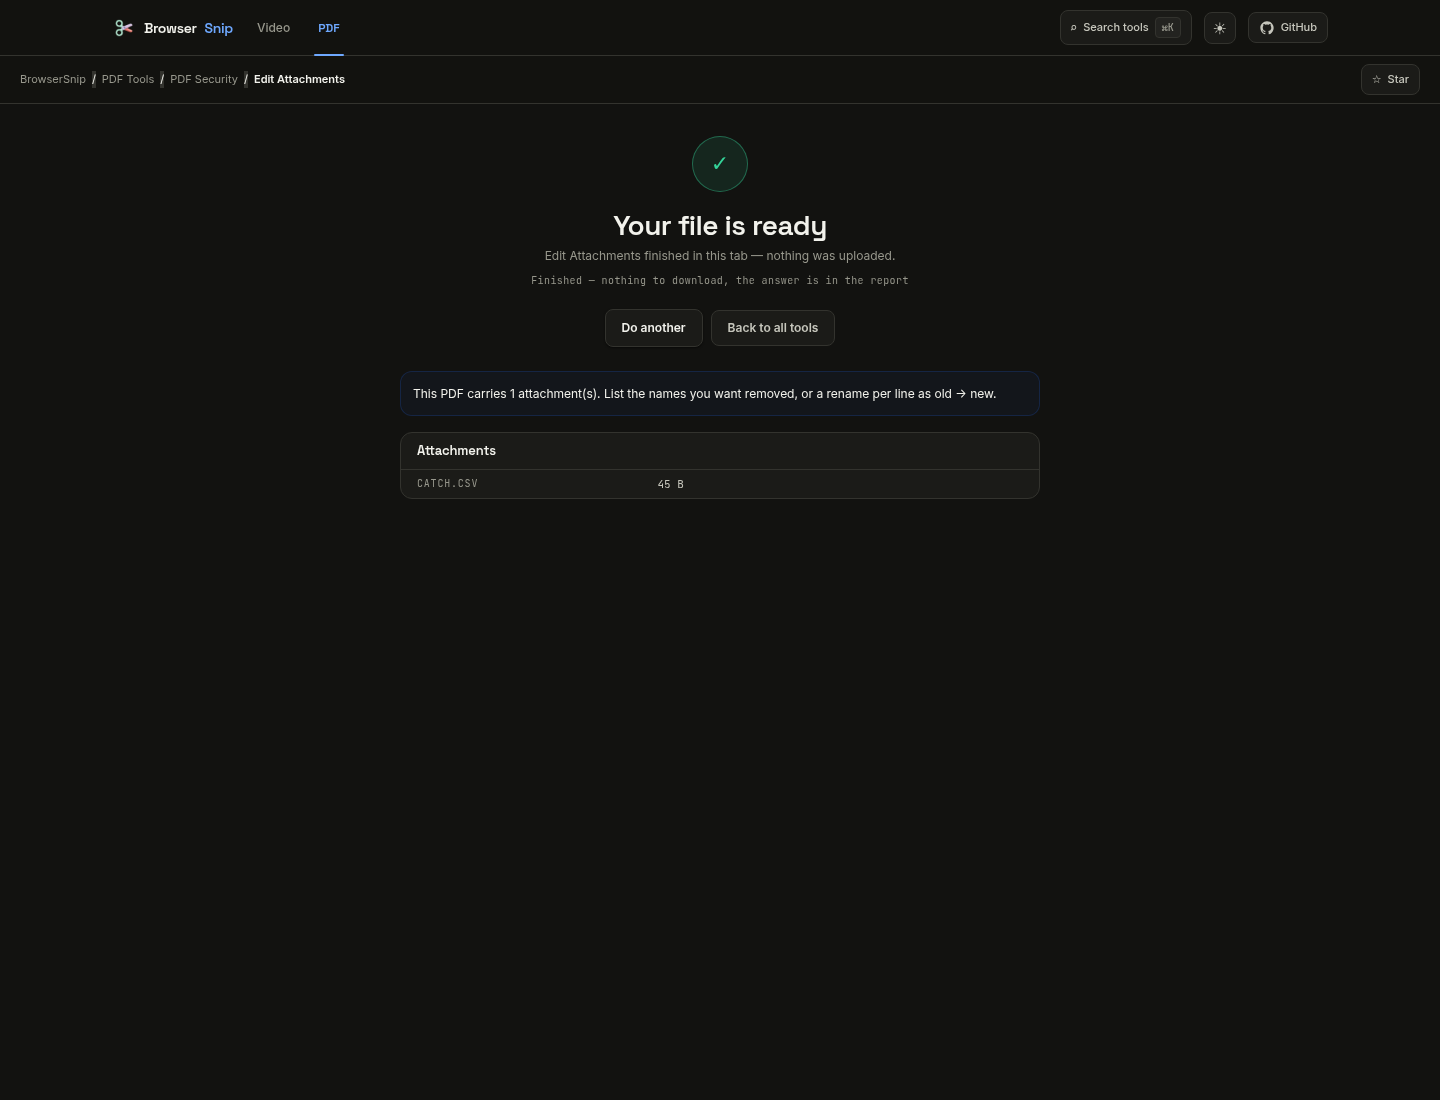 Browser Snip Video PDF Search tools ⌘K GitHub
BrowserSnip / PDF Tools / PDF Security / Edit Attachments ☆ Star
✓
Your file is ready
Edit Attachments finished in this tab — nothing was uploaded.
Finished — nothing to download, the answer is in the report
Do another Back to all tools
This PDF carries 1 attachment(s). List the names you want removed, or a rename per line as old → new.
Attachments
CATCH.CSV 45 B